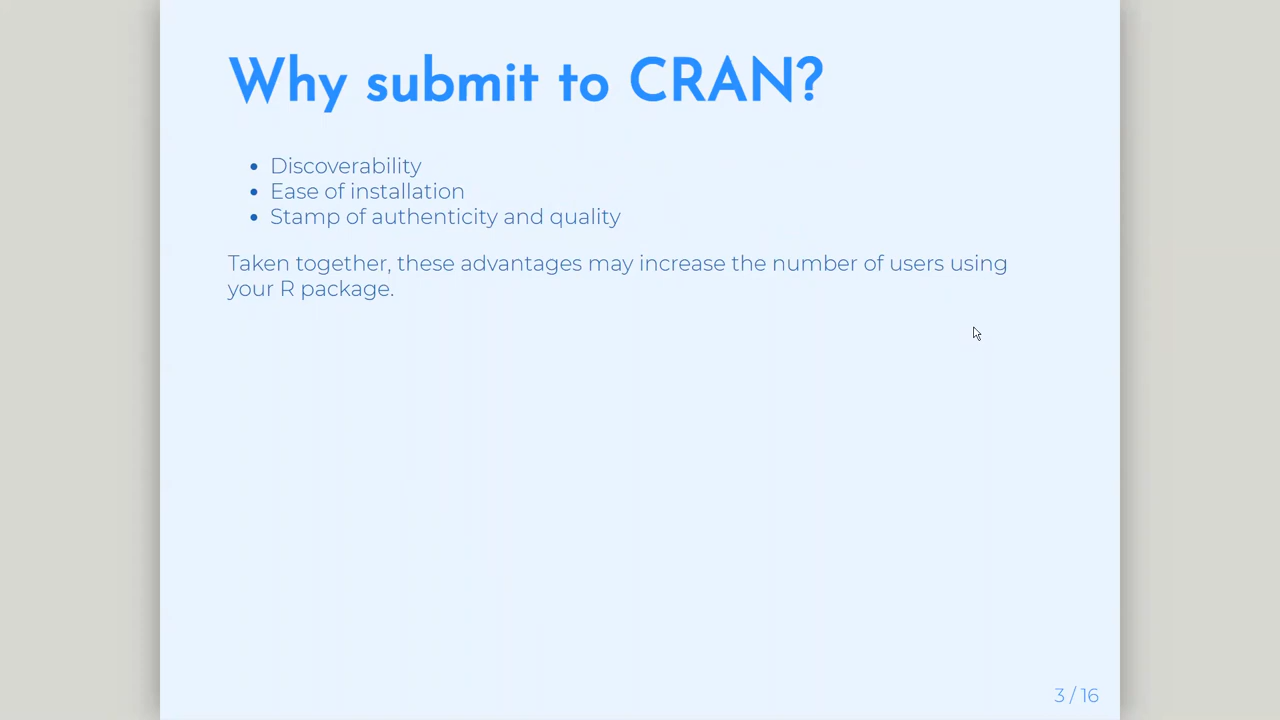 Why submit to CRAN?
Discoverability
Ease of installation
Stamp of authenticity and quality
Taken together, these advantages may increase the number of users using
your R package.
3 / 16